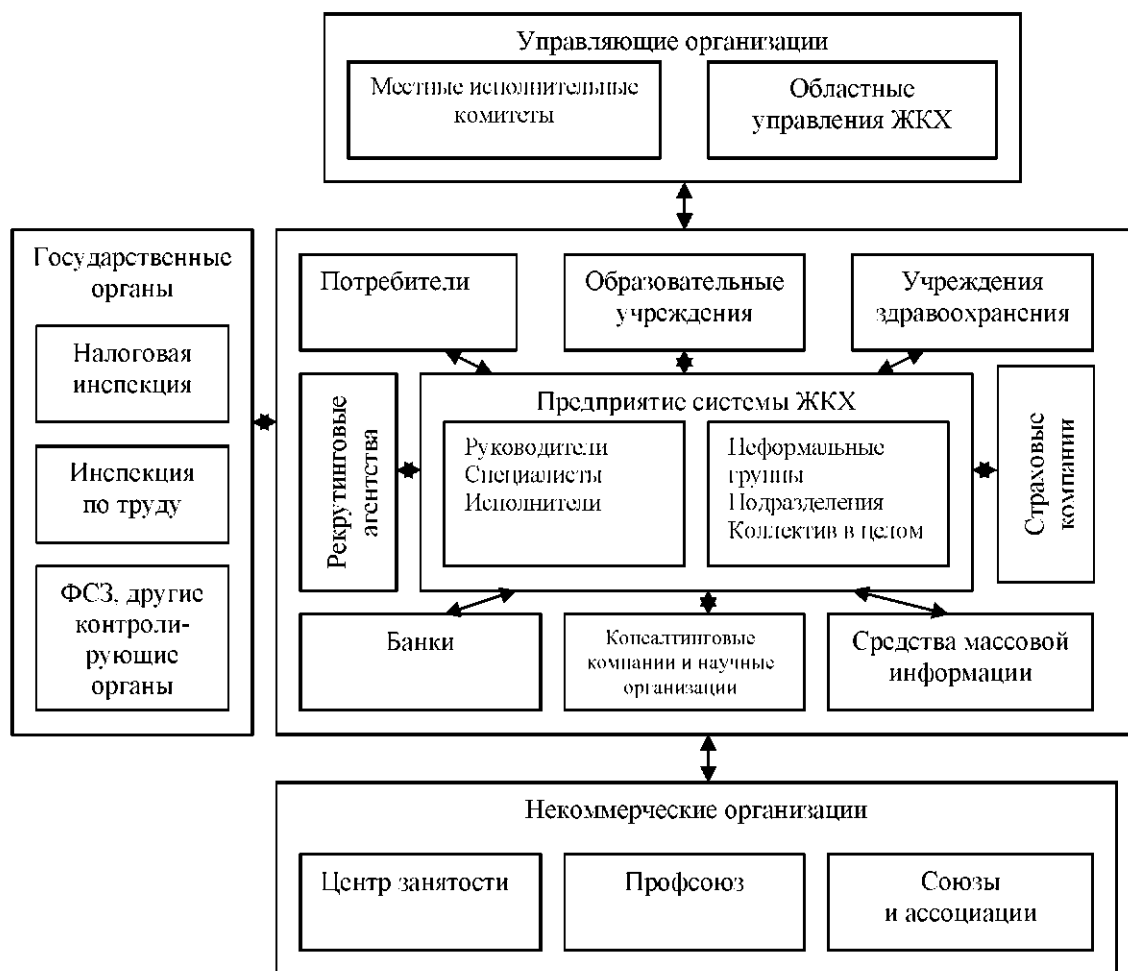 Управляющие организации
Местные исполнительные
комитеты
Областные
управления ЖКХ
Государственные
органы
Налоговая
инспекция
Инспекция
по труду
ФСЗ, другие
контроли-
рующие
органы
Потребители
Образовательные
учреждения
Учреждения
здравоохранения
Рекрутинговые
агентства
Предприятие системы ЖКХ
Руководители
Специалисты
Исполнители
Неформальные
группы
Подразделения
Коллектив в целом
Страховые
компании
Банки
Консалтинговые
компании и научные
организации
Средства массовой
информации
Некоммерческие организации
Центр занятости
Профсоюз
Союзы
и ассоциации